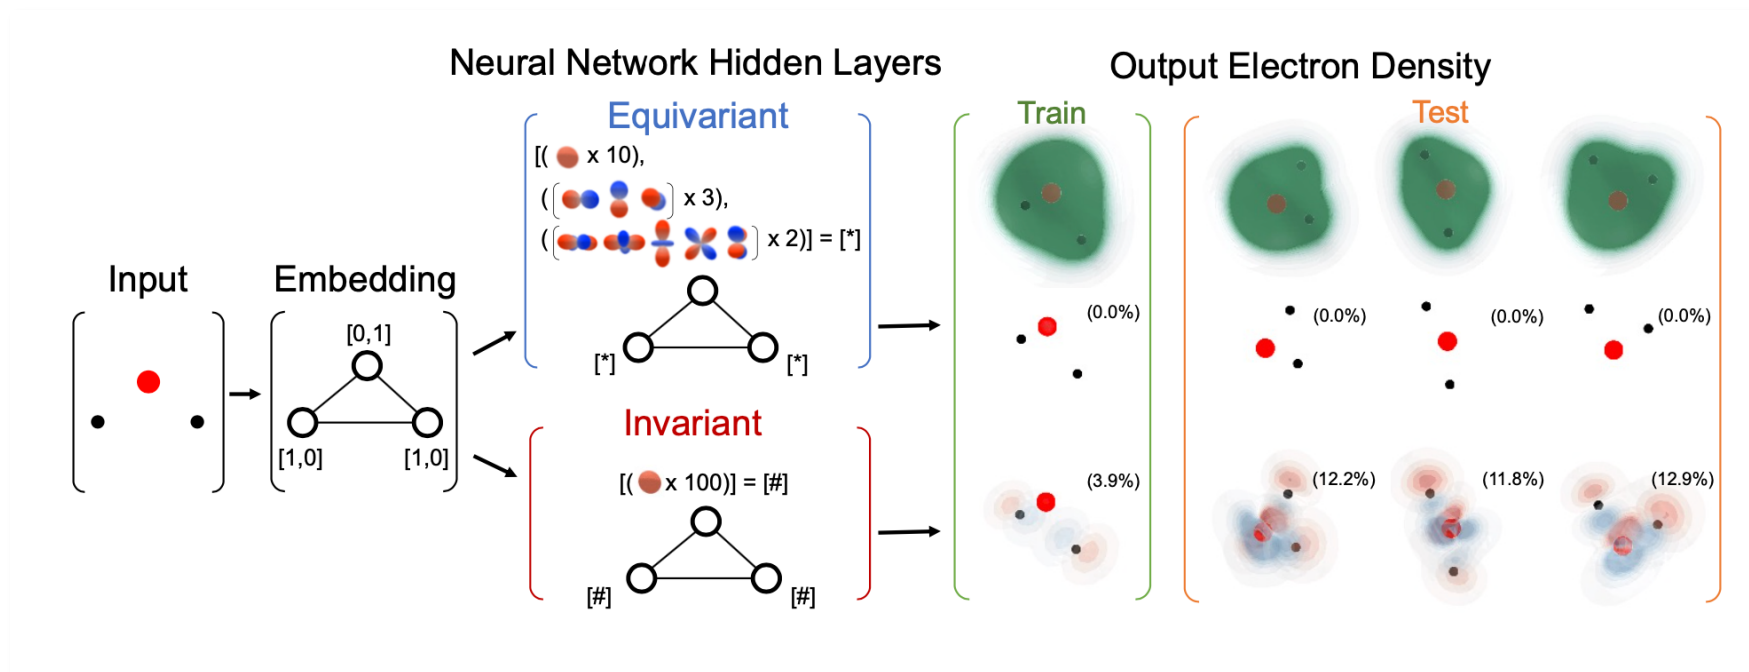 Neural Network Hidden Layers
Output Electron Density
Equivariant
Train
Test
[( x 10),
( x 3),
( x 2)] = [*]
Input
Embedding
[0,1]
[1,0]
[1,0]
[*]
[*]
(0.0%)
(0.0%)
(0.0%)
(0.0%)
Invariant
[( x 100)] = [#]
[#]
[#]
(3.9%)
(12.2%)
(11.8%)
(12.9%)